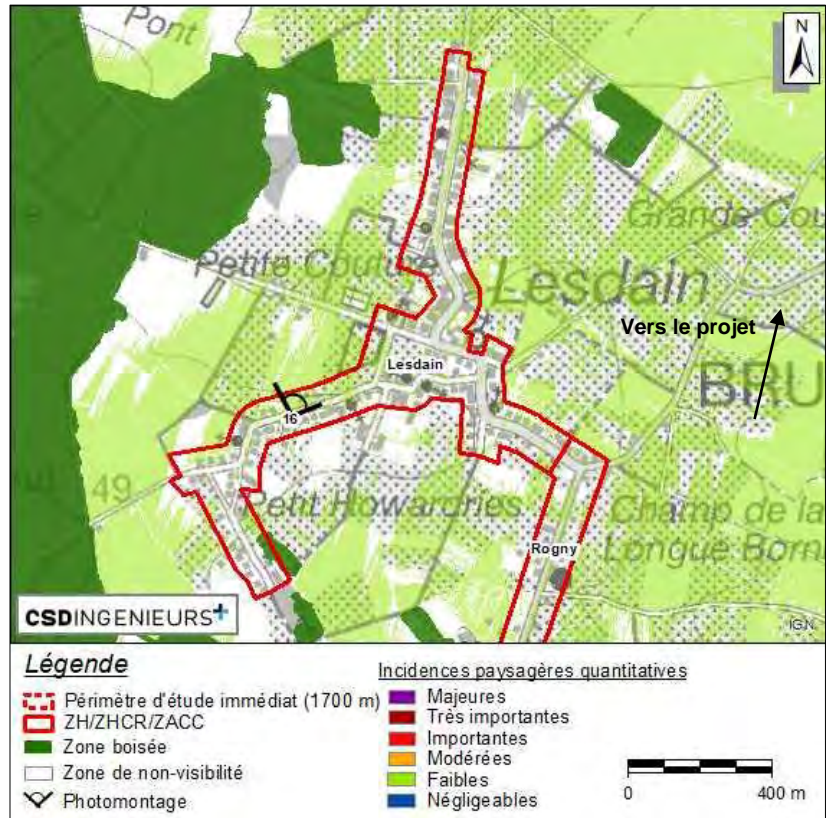 Pont
N
Grande Cou
Petite Couture
Lesdain
Vers le projet
Lesdain
BRU
16
49
Petit Howardries
Champ de la
Longue Born
Rogny
CSDINGENIEURS+
IGN
Légende
Périmètre d'étude immédiat (1700 m)
ZH/ZHCR/ZACC
Zone boisée
Zone de non-visibilité
Photomontage
Incidences paysagères quantitatives
Majeures
Très importantes
Importantes
Modérées
Faibles
Négligeables
0 400 m